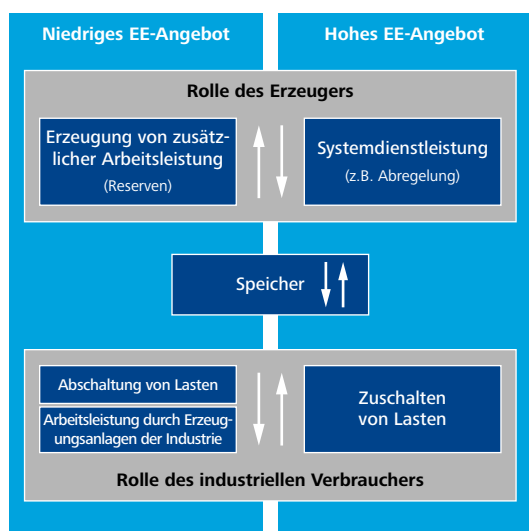 Niedriges EE-Angebot
Hohes EE-Angebot
Rolle des Erzeugers
Erzeugung von zusätz-
licher Arbeitsleistung
(Reserven)
Systemdienstleistung
(z.B. Abregelung)
Speicher
Abschaltung von Lasten
Arbeitsleistung durch Erzeug-
ungsanlagen der Industrie
Zuschalten
von Lasten
Rolle des industriellen Verbrauchers